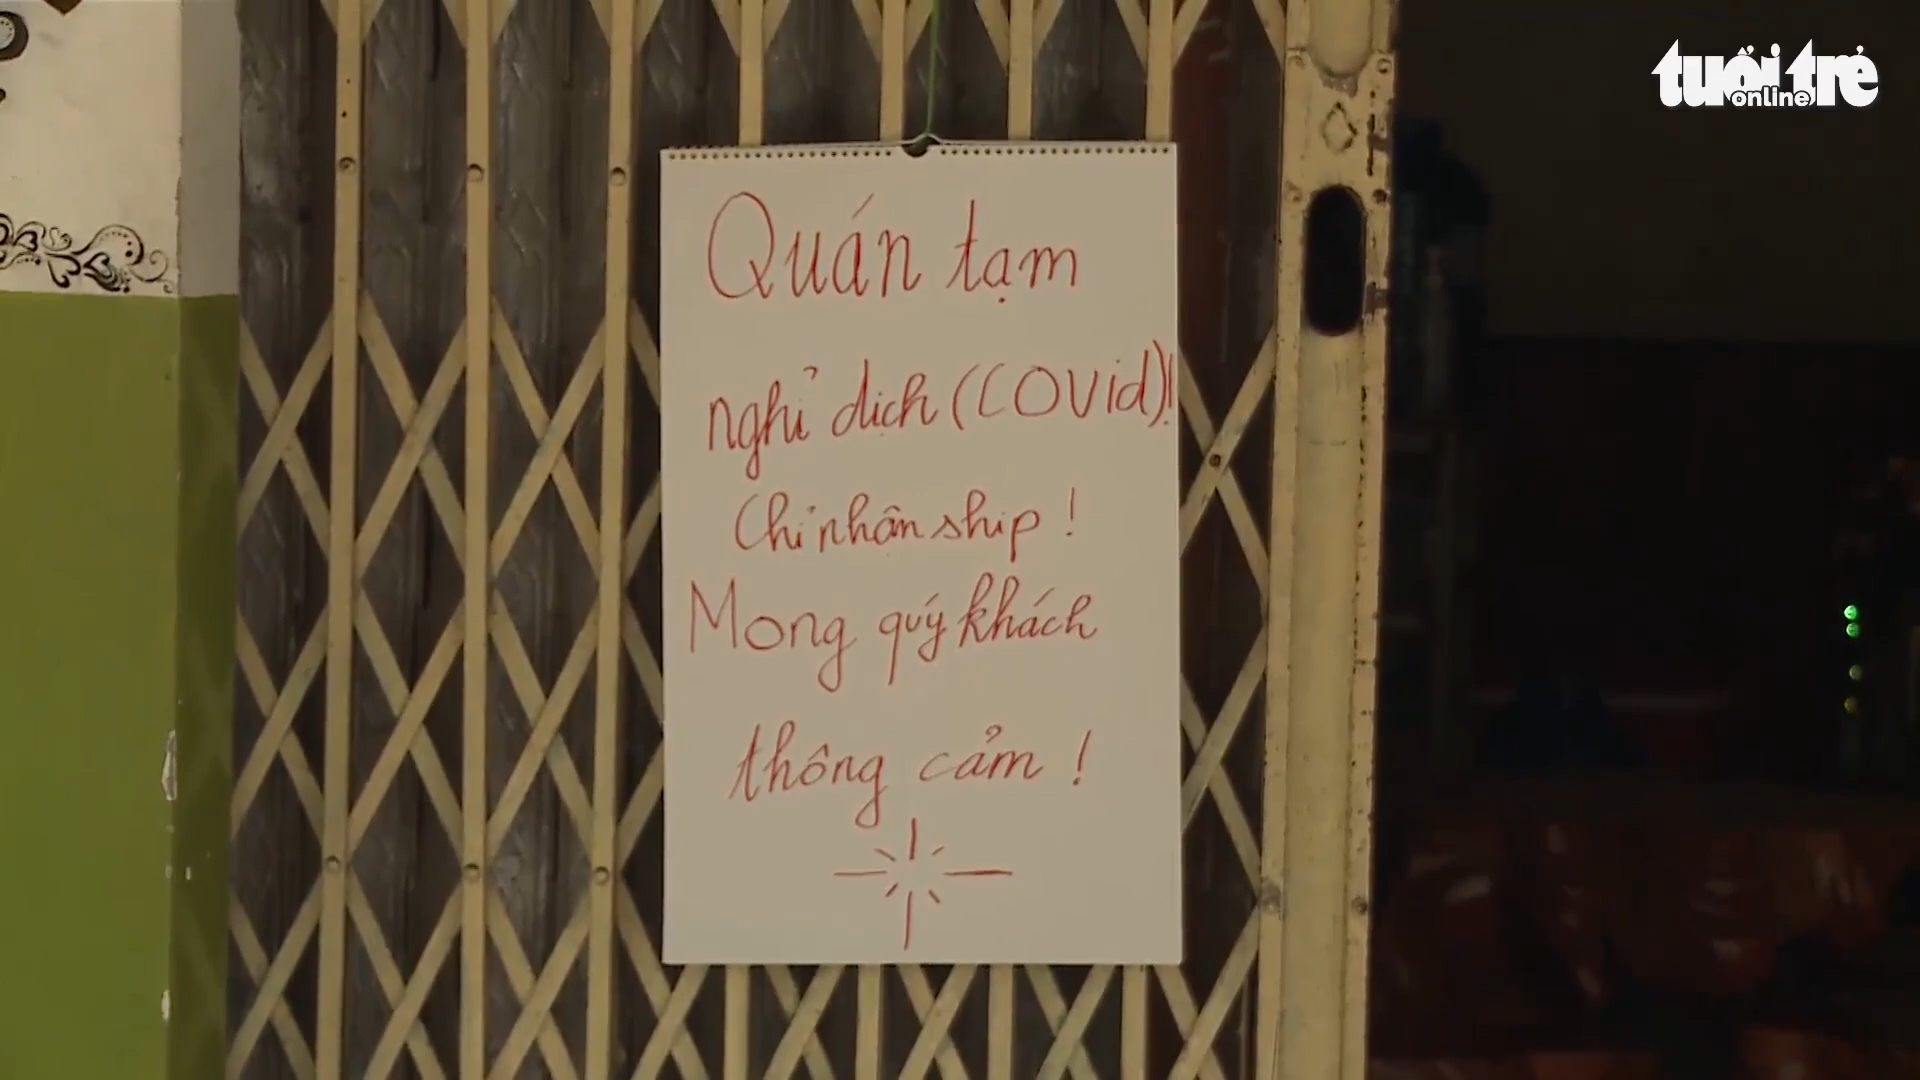 tuổi trẻ
online
Quán tạm
nghỉ dịch (COVid)!
Chỉ nhận ship !
Mong quý khách
thông cảm !